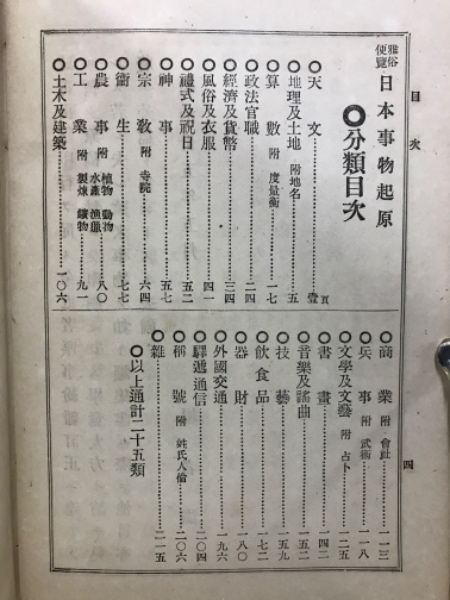 目次
四
雅俗便覽
日本事物起原
◎分類目次
頁
○天文………壹
○地理及土地 附地名………五
○算數 附 度量衡………一七
○政法官職………二四
○經濟及貨幣………三四
○風俗及衣服………四一
○禮式及祝日………五二
○神事………五七
○宗敎 附 寺院………六四
○衞生………七七
○農事 附 植物 動物 水產 漁獵………八〇
○工業 附 製煉 鑛物………九一
○土木及建築………一〇六
○商業 附 會社………一一三
○兵事 附 武術………一一八
○文學及文藝 附 占卜………一二五
○書畫………一四二
○音樂及謠曲………一五二
○技藝………一五九
○飮食品………一七二
○器財………一八〇
○外國交通………一九六
○驛遞通信………二〇四
○稱號 附 姓氏人倫………二〇六
○雜………二一五
○以上通計二十五類